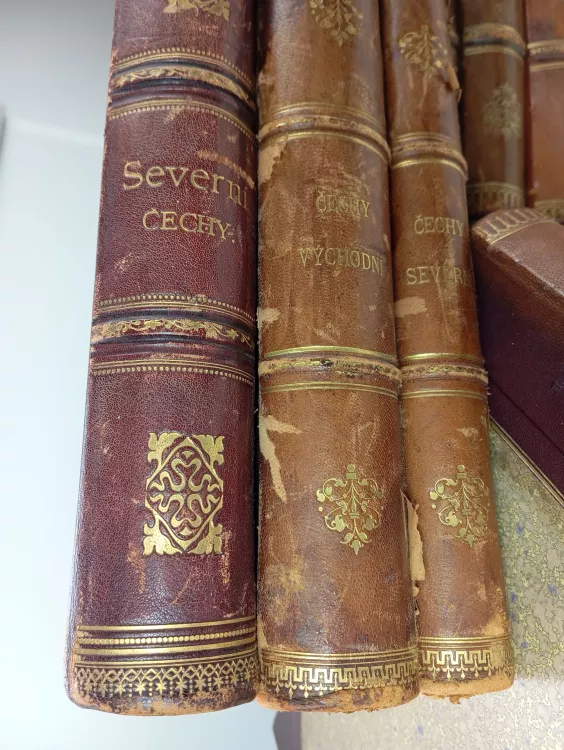 Severní
ČECHY.
ČECHY
VÝCHODNÍ
ČECHY
SEVERNÍ